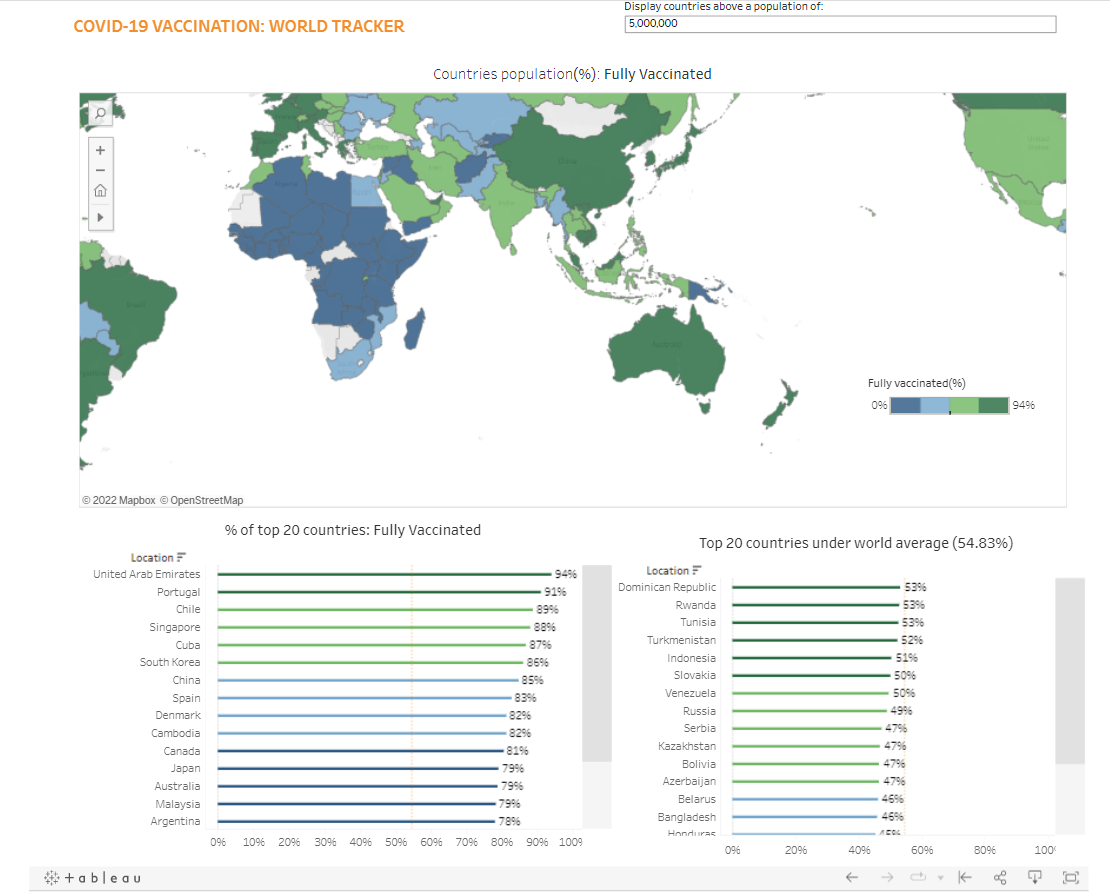 Display countries above a population of:
COVID-19 VACCINATION: WORLD TRACKER
5,000,000
Countries population(%): Fully Vaccinated
Fully vaccinated(%)
0% 94%
© 2022 Mapbox © OpenStreetMap
% of top 20 countries: Fully Vaccinated
Location
United Arab Emirates 94%
Portugal 91%
Chile 89%
Singapore 88%
Cuba 87%
South Korea 86%
China 85%
Spain 83%
Denmark 82%
Cambodia 82%
Canada 81%
Japan 79%
Australia 79%
Malaysia 79%
Argentina 78%
0% 10% 20% 30% 40% 50% 60% 70% 80% 90% 100%
Top 20 countries under world average (54.83%)
Location
Dominican Republic 53%
Rwanda 53%
Tunisia 53%
Turkmenistan 52%
Indonesia 51%
Slovakia 50%
Venezuela 50%
Russia 49%
Serbia 47%
Kazakhstan 47%
Bolivia 47%
Azerbaijan 47%
Belarus 46%
Bangladesh 46%
Honduras 45%
0% 20% 40% 60% 80% 100
+ a b l e a u